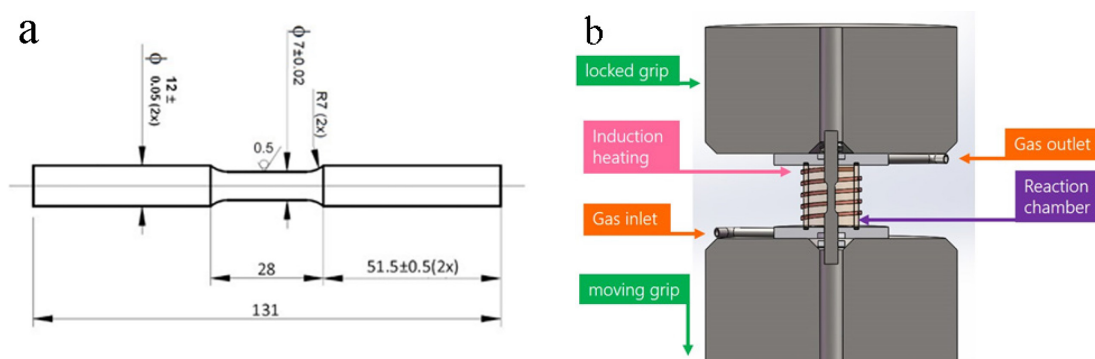 a
ϕ 12 ±
0.05 (2x)
ϕ 7±0.02
R7 (2x)
0.5
28
51.5±0.5(2x)
131
b
locked grip
Induction
heating
Gas outlet
Reaction
chamber
Gas inlet
moving grip